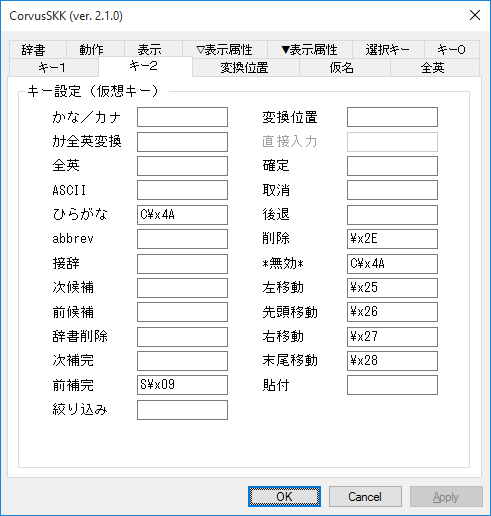 CorvusSKK (ver. 2.1.0)
辞書 動作 表示 ▽表示属性 ▼表示属性 選択キー キー0
キー1 キー2 変換位置 仮名 全英
キー設定（仮想キー）
かな／カナ 変換位置
ｶﾅ全英変換 直接入力
全英 確定
ASCII 取消
ひらがな C¥x4A 後退
abbrev 削除 ¥x2E
接辞 *無効* C¥x4A
次候補 左移動 ¥x25
前候補 先頭移動 ¥x26
辞書削除 右移動 ¥x27
次補完 末尾移動 ¥x28
前補完 S¥x09 貼付
絞り込み
OK Cancel Apply